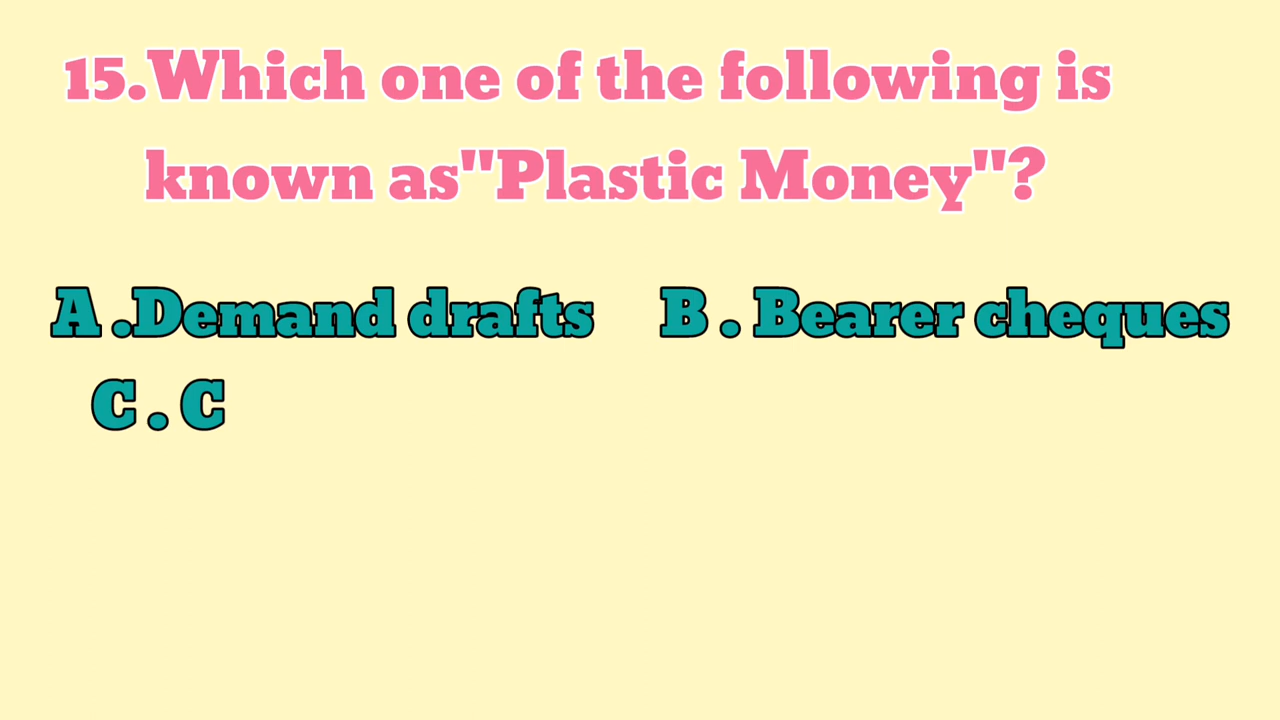 15.Which one of the following is
known as"Plastic Money"?
A .Demand drafts B . Bearer cheques
C . C